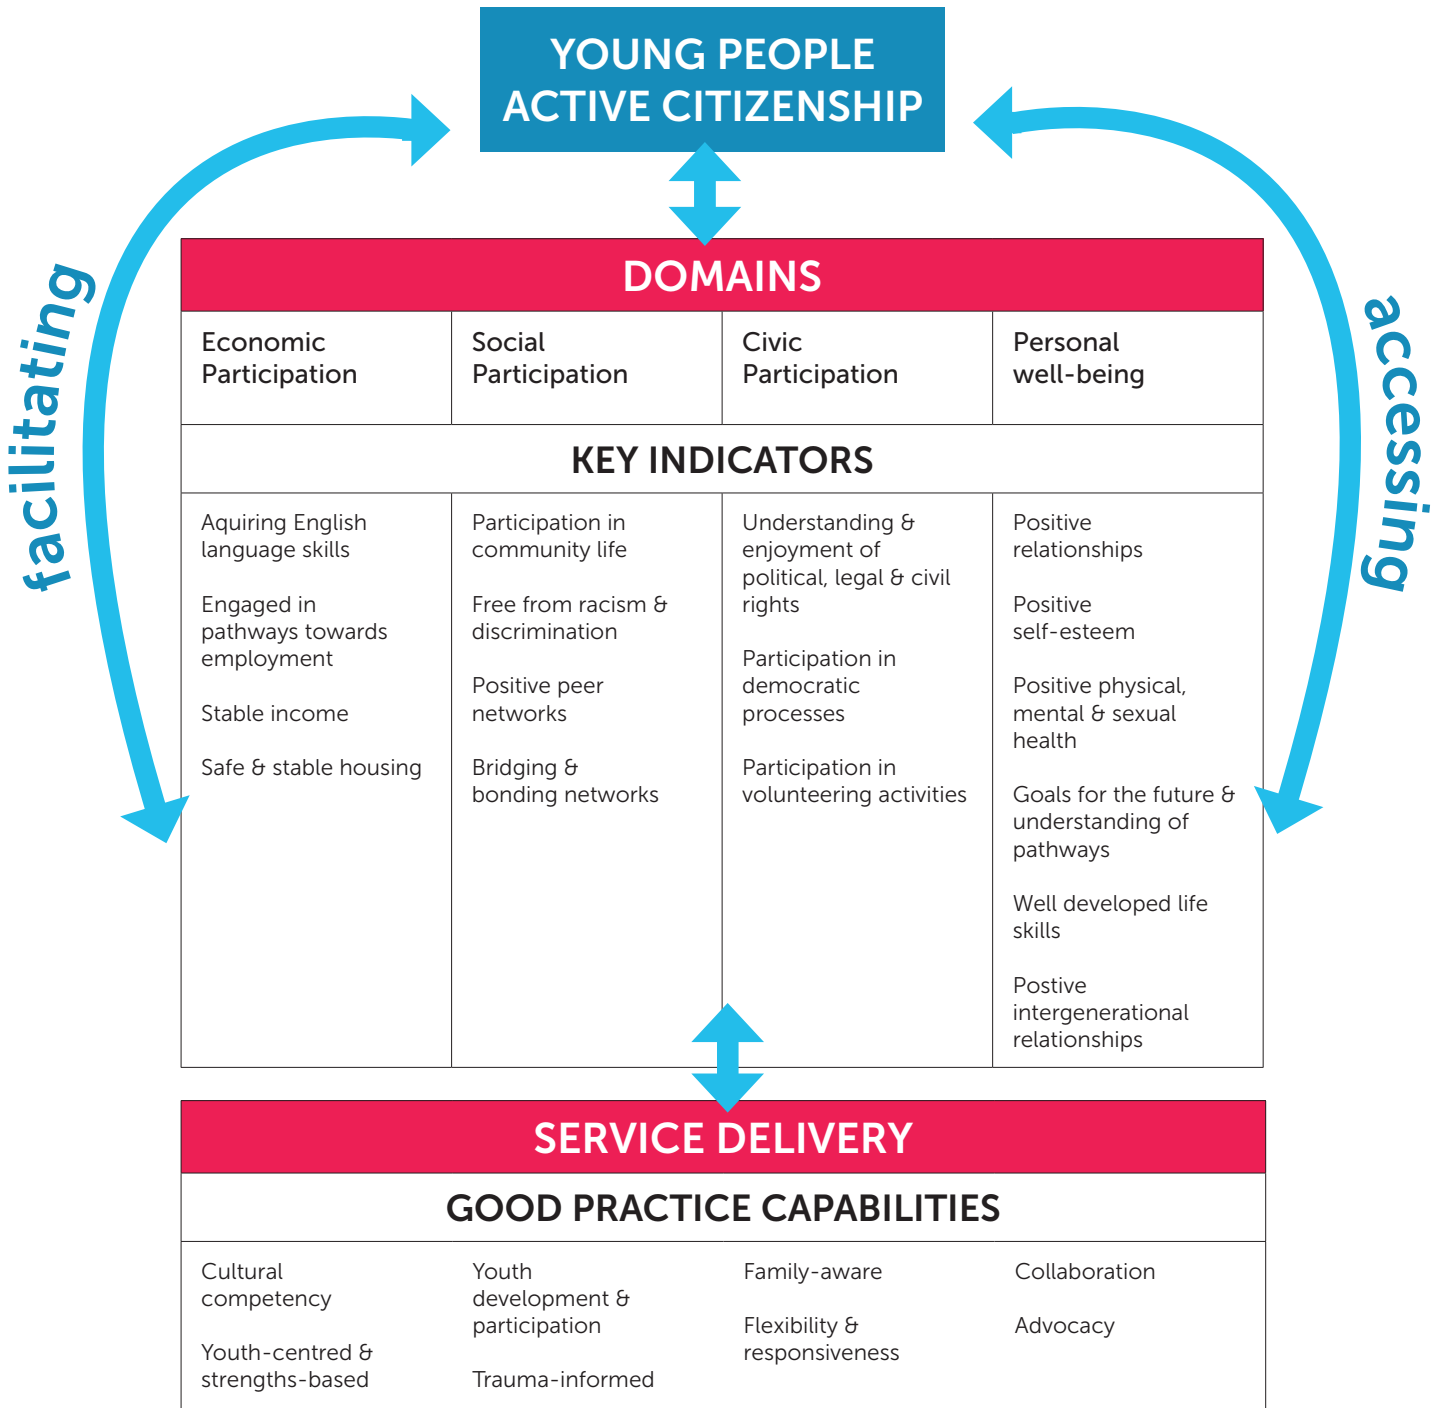 YOUNG PEOPLE
ACTIVE CITIZENSHIP
facilitating
accessing
DOMAINS
Economic
Participation
Social
Participation
Civic
Participation
Personal
well-being
KEY INDICATORS
Aquiring English
language skills
Engaged in
pathways towards
employment
Stable income
Safe & stable housing
Participation in
community life
Free from racism &
discrimination
Positive peer
networks
Bridging &
bonding networks
Understanding &
enjoyment of
political, legal & civil
rights
Participation in
democratic
processes
Participation in
volunteering activities
Positive
relationships
Positive
self-esteem
Positive physical,
mental & sexual
health
Goals for the future &
understanding of
pathways
Well developed life
skills
Postive
intergenerational
relationships
SERVICE DELIVERY
GOOD PRACTICE CAPABILITIES
Cultural
competency
Youth-centred &
strengths-based
Youth
development &
participation
Trauma-informed
Family-aware
Flexibility &
responsiveness
Collaboration
Advocacy